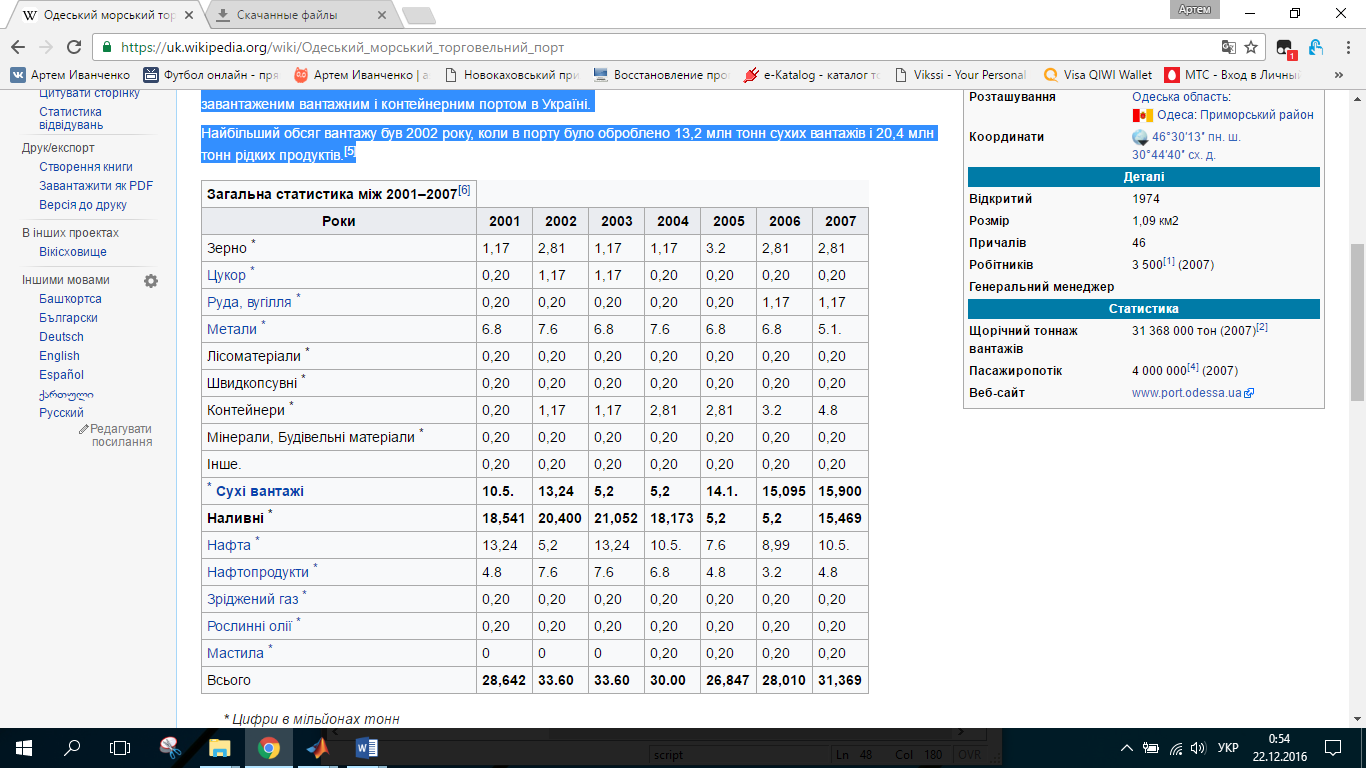 Одеський морський тор
Скачанные файлы
Артем
https://uk.wikipedia.org/wiki/Одеський_морський_торговельний_порт
1
Артем Иванченко
Футбол онлайн - пря
Артем Иванченко | a
Новокаховський при
Восстановление про
e-Katalog - каталог то
Vikssi - Your Personal
Visa QIWI Wallet
МТС - Вход в Личны
»
Цитувати сторінку
Статистика
відвідувань
Друк/експорт
Створення книги
Завантажити як PDF
Версія до друку
В інших проектах
Вікісховище
Іншими мовами
Башҡортса
Български
Deutsch
English
Español
ქართული
Русский
Редагувати
посилання
завантаженим вантажним і контейнерним портом в Україні.
Найбільший обсяг вантажу був 2002 року, коли в порту було оброблено 13,2 млн тонн сухих вантажів і 20,4 млн
тонн рідких продуктів.[5]
Загальна статистика між 2001–2007[6]
Роки 2001 2002 2003 2004 2005 2006 2007
Зерно * 1,17 2,81 1,17 1,17 3.2 2,81 2,81
Цукор * 0,20 1,17 1,17 0,20 0,20 0,20 0,20
Руда, вугілля * 0,20 0,20 0,20 0,20 0,20 1,17 1,17
Метали * 6.8 7.6 6.8 7.6 6.8 6.8 5.1.
Лісоматеріали * 0,20 0,20 0,20 0,20 0,20 0,20 0,20
Швидкопсувні * 0,20 0,20 0,20 0,20 0,20 0,20 0,20
Контейнери * 0,20 1,17 1,17 2,81 2,81 3.2 4.8
Мінерали, Будівельні матеріали * 0,20 0,20 0,20 0,20 0,20 0,20 0,20
Інше. 0,20 0,20 0,20 0,20 0,20 0,20 0,20
* Сухі вантажі 10.5. 13,24 5,2 5,2 14.1. 15,095 15,900
Наливні * 18,541 20,400 21,052 18,173 5,2 5,2 15,469
Нафта * 13,24 5,2 13,24 10.5. 7.6 8,99 10.5.
Нафтопродукти * 4.8 7.6 7.6 6.8 4.8 3.2 4.8
Зріджений газ * 0,20 0,20 0,20 0,20 0,20 0,20 0,20
Рослинні олії * 0,20 0,20 0,20 0,20 0,20 0,20 0,20
Мастила * 0 0 0 0,20 0,20 0,20 0,20
Всього 28,642 33.60 33.60 30.00 26,847 28,010 31,369
* Цифри в мільйонах тонн
Розташування Одеська область:
Одеса: Приморський район
Координати 46°30′13″ пн. ш.
30°44′40″ сх. д.
Деталі
Відкритий 1974
Розмір 1,09 км2
Причалів 46
Робітників 3 500[1] (2007)
Генеральний менеджер
Статистика
Щорічний тоннаж 31 368 000 тон (2007)[2]
вантажів
Пасажиропотік 4 000 000[4] (2007)
Веб-сайт www.port.odessa.ua
script Ln 48 Col 180 OVR
УКР
0:54
22.12.2016